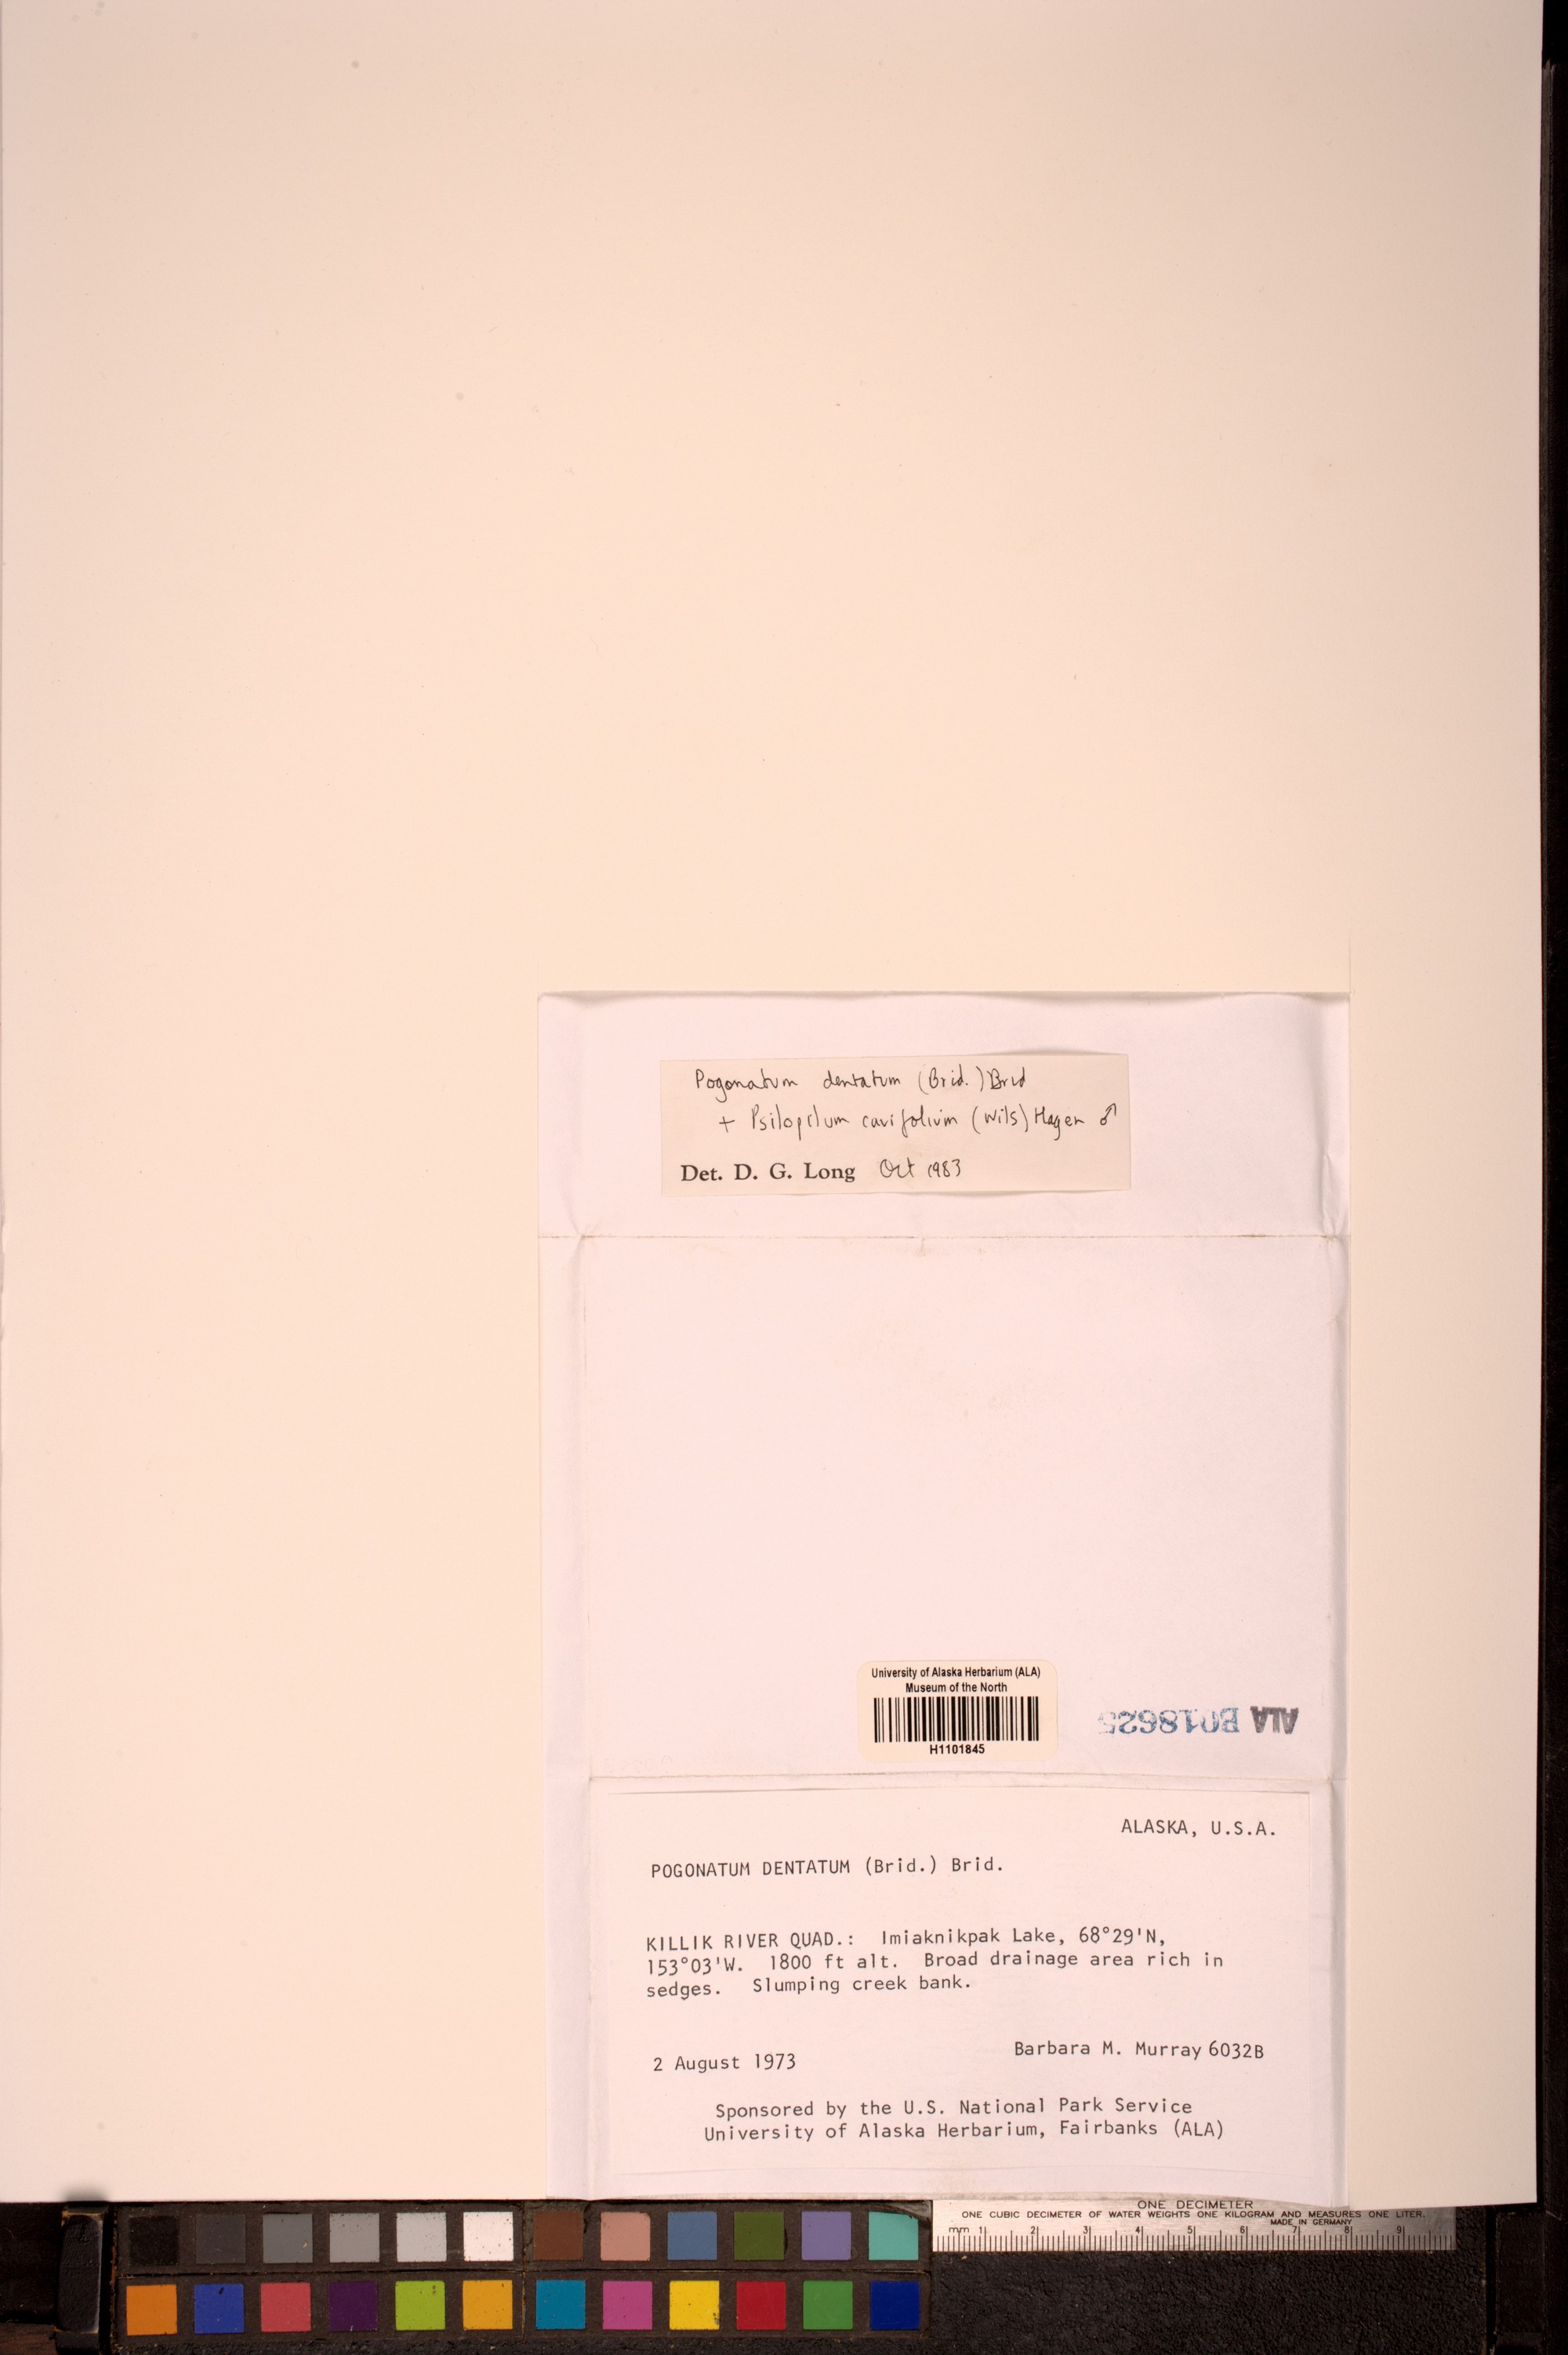 Pogonatum dentatum (Brid.) Brid
+ Psilopilum cavifolium (Wils) Hagen ♂
Det. D. G. Long Oct 1983
University of Alaska Herbarium (ALA)
Museum of the North
H1101845
ALA B018625
ALASKA, U.S.A.
POGONATUM DENTATUM (Brid.) Brid.
KILLIK RIVER QUAD.: Imiaknikpak Lake, 68°29'N,
153°03'W. 1800 ft alt. Broad drainage area rich in
sedges. Slumping creek bank.
Barbara M. Murray 6032B
2 August 1973
Sponsored by the U.S. National Park Service
University of Alaska Herbarium, Fairbanks (ALA)
ONE DECIMETER
ONE CUBIC DECIMETER OF WATER WEIGHTS ONE KILOGRAM AND MEASURES ONE LITER.
MADE IN GERMANY
mm 1 2 3 4 5 6 7 8 9